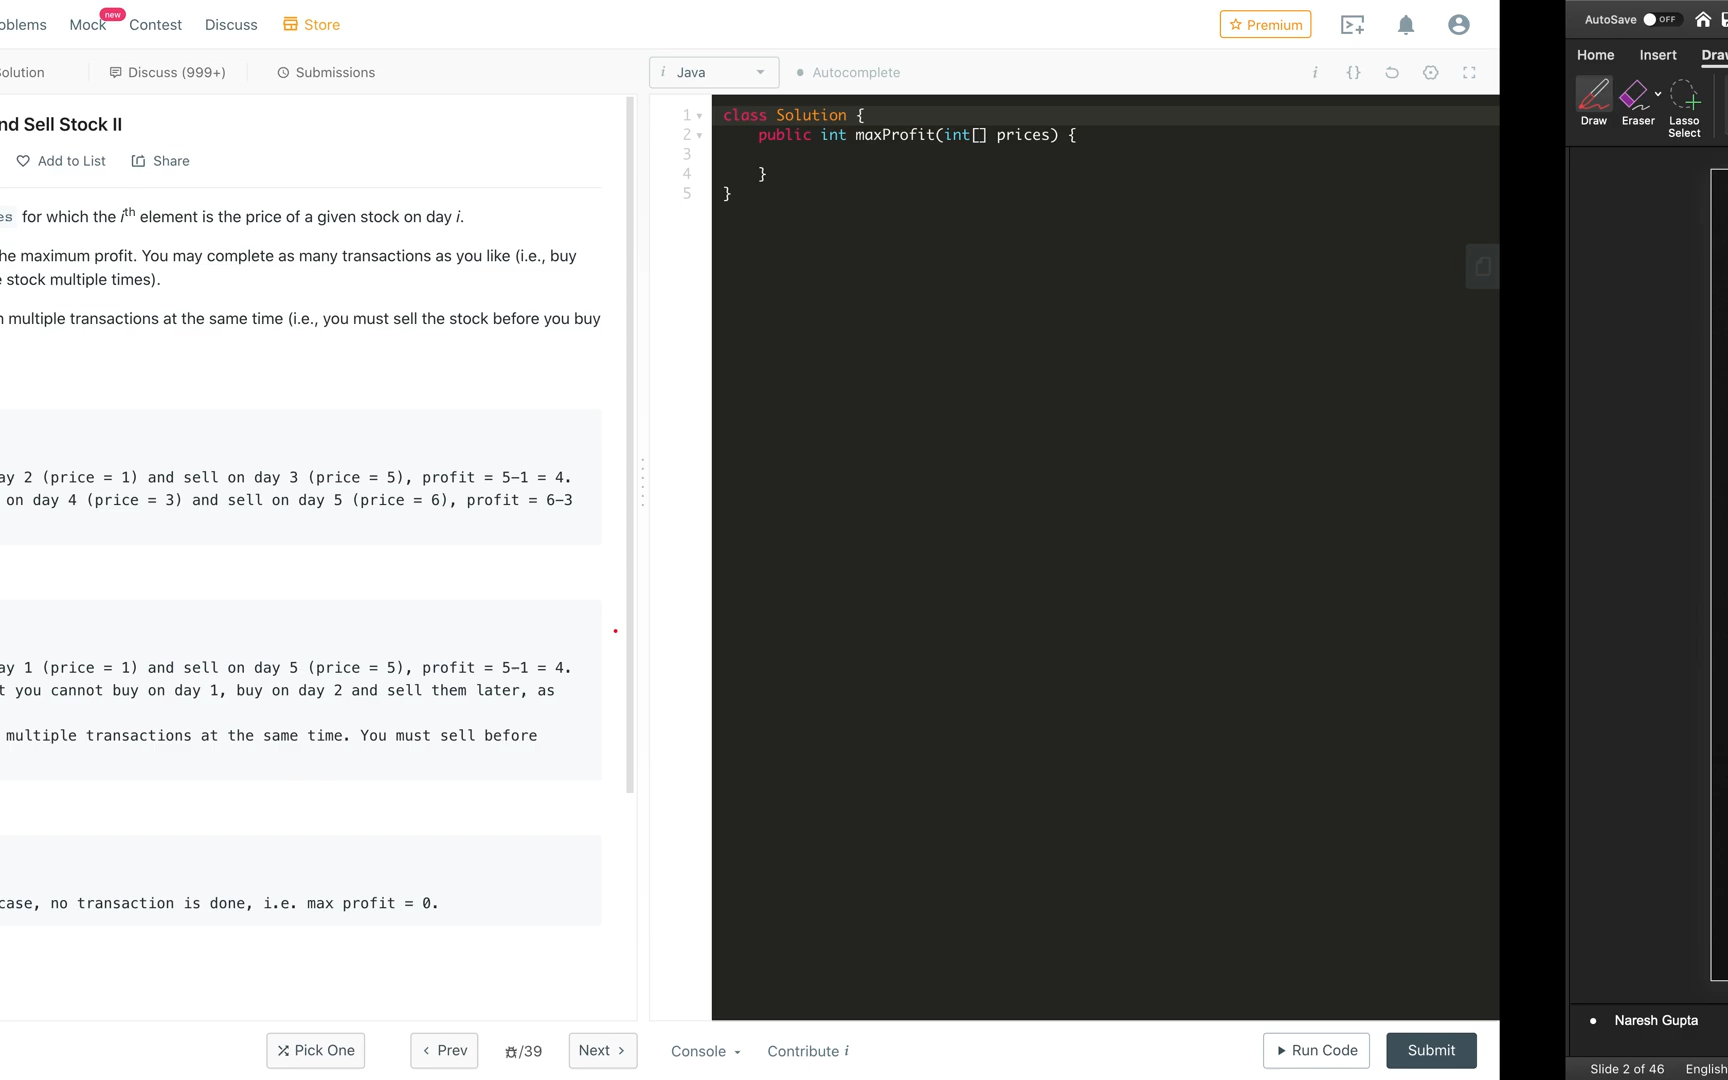 oblems Mock new Contest Discuss Store Premium
olution Discuss (999+) Submissions
nd Sell Stock II
Add to List Share
es for which the ith element is the price of a given stock on day i.
he maximum profit. You may complete as many transactions as you like (i.e., buy
e stock multiple times).
n multiple transactions at the same time (i.e., you must sell the stock before you buy
ay 2 (price = 1) and sell on day 3 (price = 5), profit = 5-1 = 4.
on day 4 (price = 3) and sell on day 5 (price = 6), profit = 6-3
ay 1 (price = 1) and sell on day 5 (price = 5), profit = 5-1 = 4.
t you cannot buy on day 1, buy on day 2 and sell them later, as
multiple transactions at the same time. You must sell before
case, no transaction is done, i.e. max profit = 0.
Pick One Prev /39 Next
i Java Autocomplete i {}
1 class Solution {
2 public int maxProfit(int[] prices) {
3
4 }
5 }
Console Contribute i Run Code Submit
AutoSave OFF
Home Insert Draw
Draw Eraser Lasso
Select
Naresh Gupta
Slide 2 of 46 English